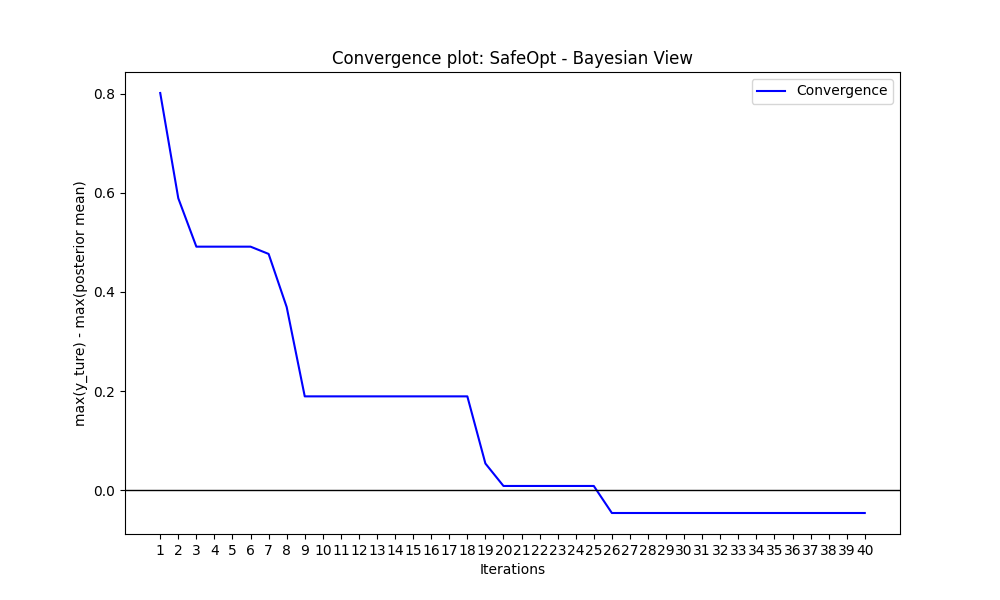 Convergence plot: SafeOpt - Bayesian View
Convergence
max(y_ture) - max(posterior mean)
0.8
0.6
0.4
0.2
0.0
1 2 3 4 5 6 7 8 9 10 11 12 13 14 15 16 17 18 19 20 21 22 23 24 25 26 27 28 29 30 31 32 33 34 35 36 37 38 39 40
Iterations